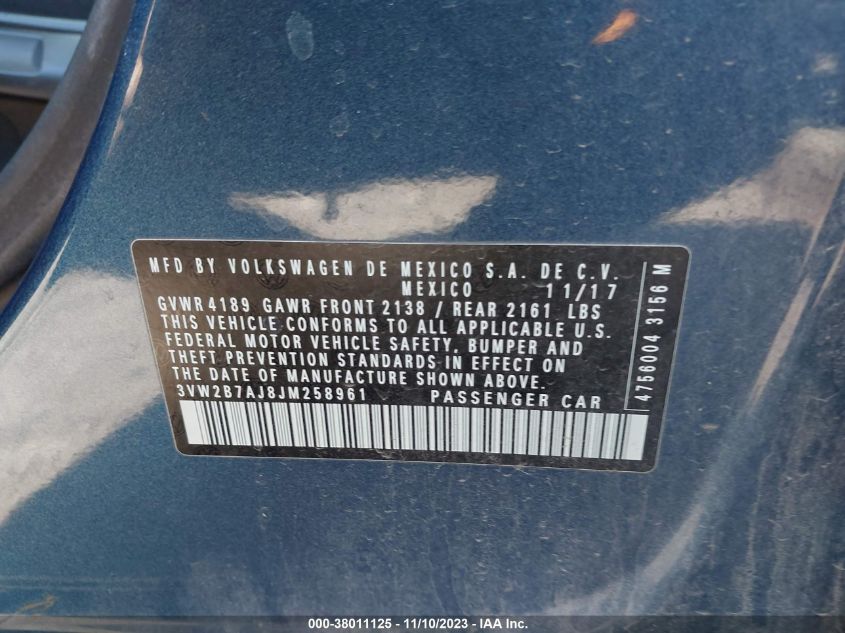 MFD BY VOLKSWAGEN DE MEXICO S.A. DE C.V.
MEXICO 11/17
GVWR 4189 GAWR FRONT 2138 / REAR 2161 LBS
THIS VEHICLE CONFORMS TO ALL APPLICABLE U.S.
FEDERAL MOTOR VEHICLE SAFETY, BUMPER AND
THEFT PREVENTION STANDARDS IN EFFECT ON
THE DATE OF MANUFACTURE SHOWN ABOVE.
3VW2B7AJ8JM258961 PASSENGER CAR
4756004 3156 M
000-38011125 - 11/10/2023 - IAA Inc.